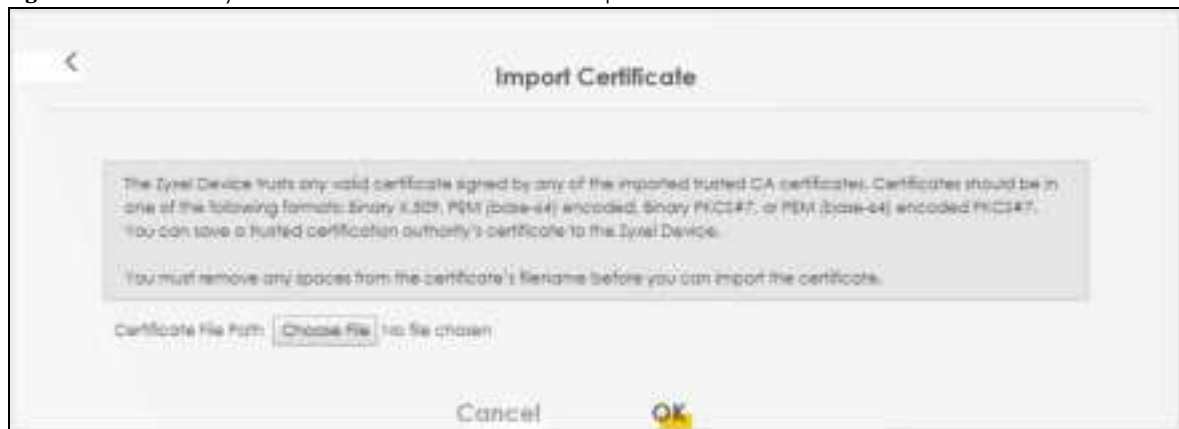 <
Import Certificate
The Zyxel Device trusts any valid certificate signed by any of the imported trusted CA certificates. Certificates should be in
one of the following formats: Binary X.509, PEM (base-64) encoded, Binary PKCS#7, or PEM (base-64) encoded PKCS#7.
You can save a trusted certification authority's certificate to the Zyxel Device.
You must remove any spaces from the certificate's filename before you can import the certificate.
Certificate File Path: Choose File No file chosen
Cancel OK